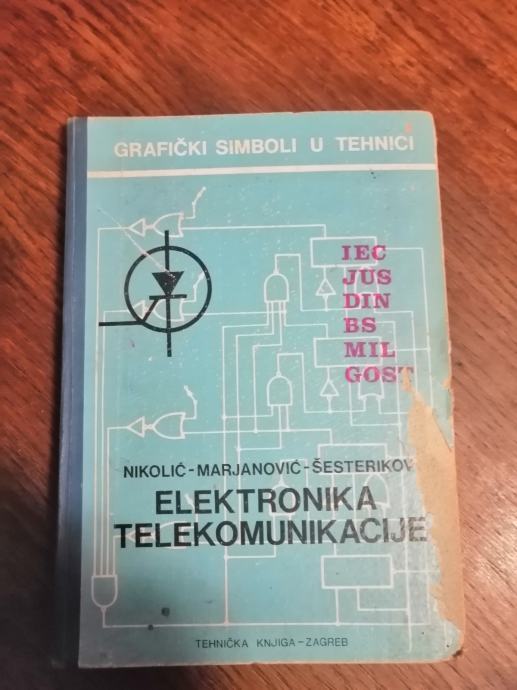 GRAFIČKI SIMBOLI U TEHNICI
IEC
JUS
DIN
BS
MIL
GOST
NIKOLIĆ-MARJANOVIĆ-ŠESTERIKOV
ELEKTRONIKA
TELEKOMUNIKACIJE
TEHNIČKA KNJIGA-ZAGREB